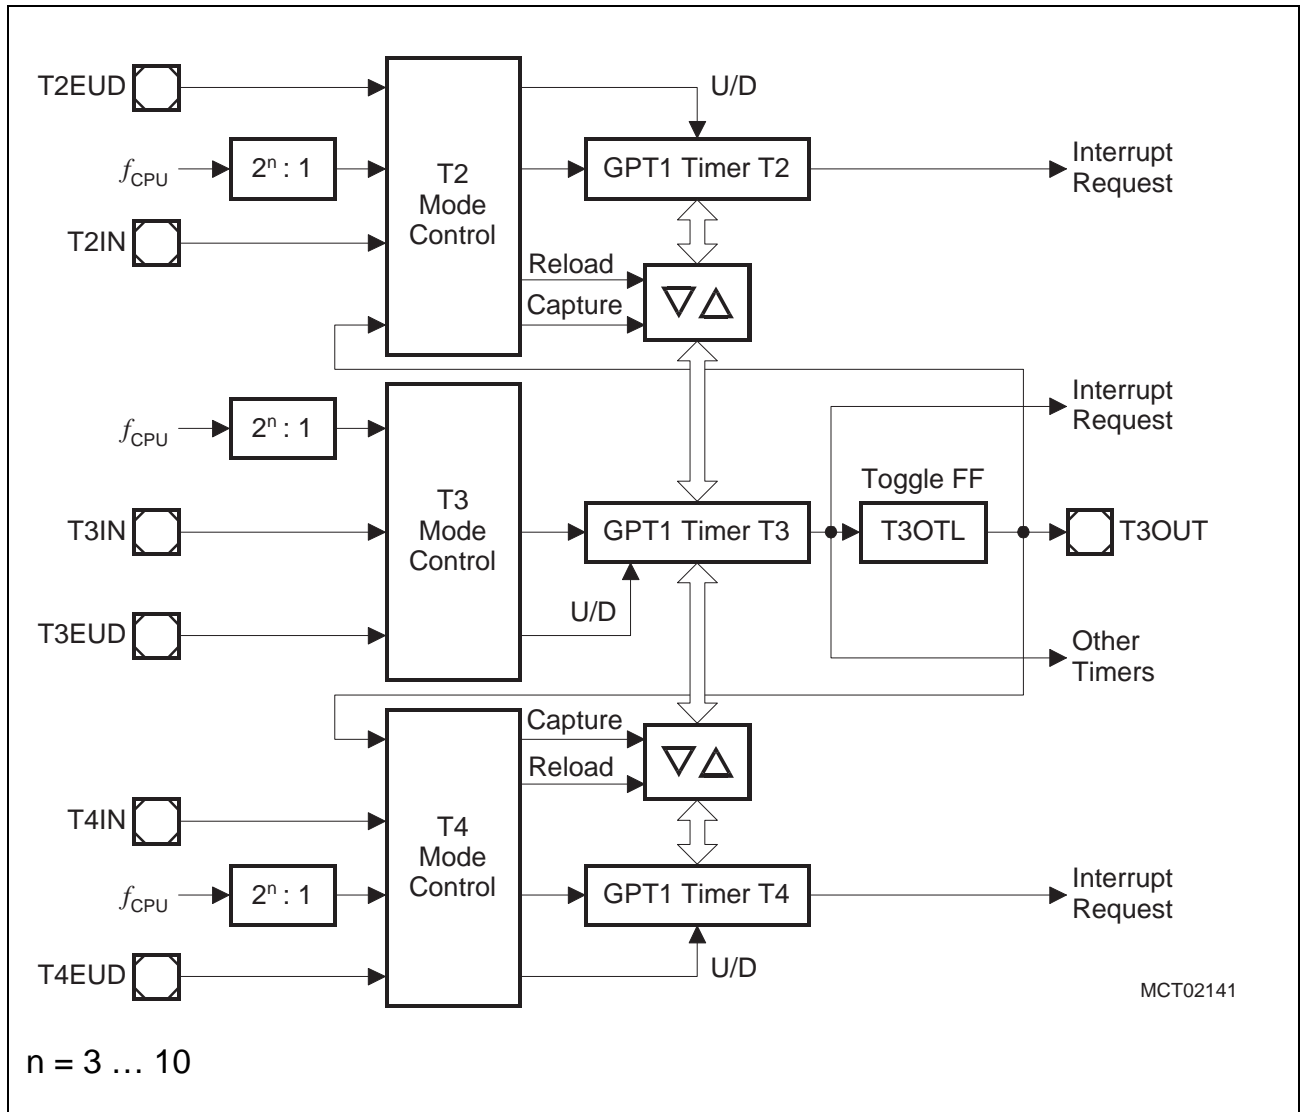 T2EUD
U/D
fCPU
2ⁿ : 1
T2
Mode
Control
GPT1 Timer T2
Interrupt
Request
T2IN
Reload
Capture
fCPU
2ⁿ : 1
Interrupt
Request
T3
Mode
Control
Toggle FF
T3IN
GPT1 Timer T3
T3OTL
T3OUT
U/D
T3EUD
Other
Timers
Capture
Reload
T4IN
T4
Mode
Control
fCPU
2ⁿ : 1
GPT1 Timer T4
Interrupt
Request
T4EUD
U/D
MCT02141
n = 3 … 10